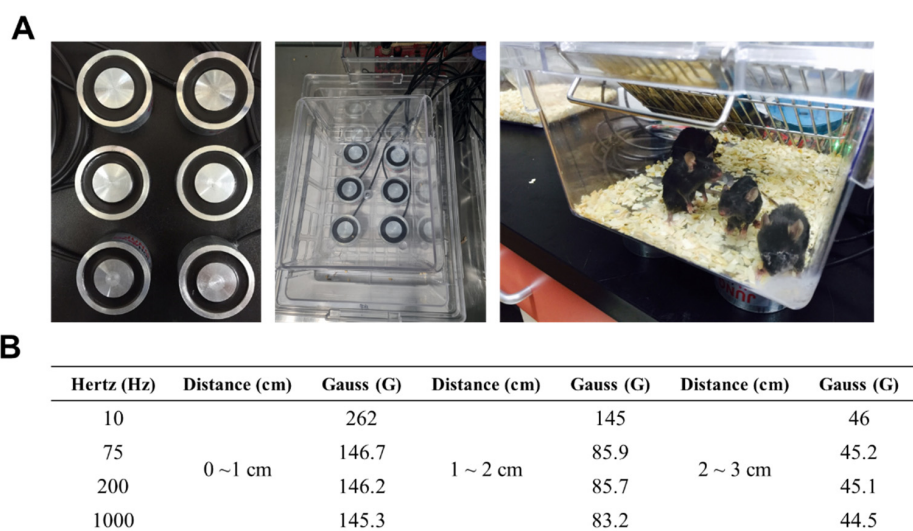 A
B
Hertz (Hz) Distance (cm) Gauss (G) Distance (cm) Gauss (G) Distance (cm) Gauss (G)
10 0 ~1 cm 262 1 ~ 2 cm 145 2 ~ 3 cm 46
75 146.7 85.9 45.2
200 146.2 85.7 45.1
1000 145.3 83.2 44.5